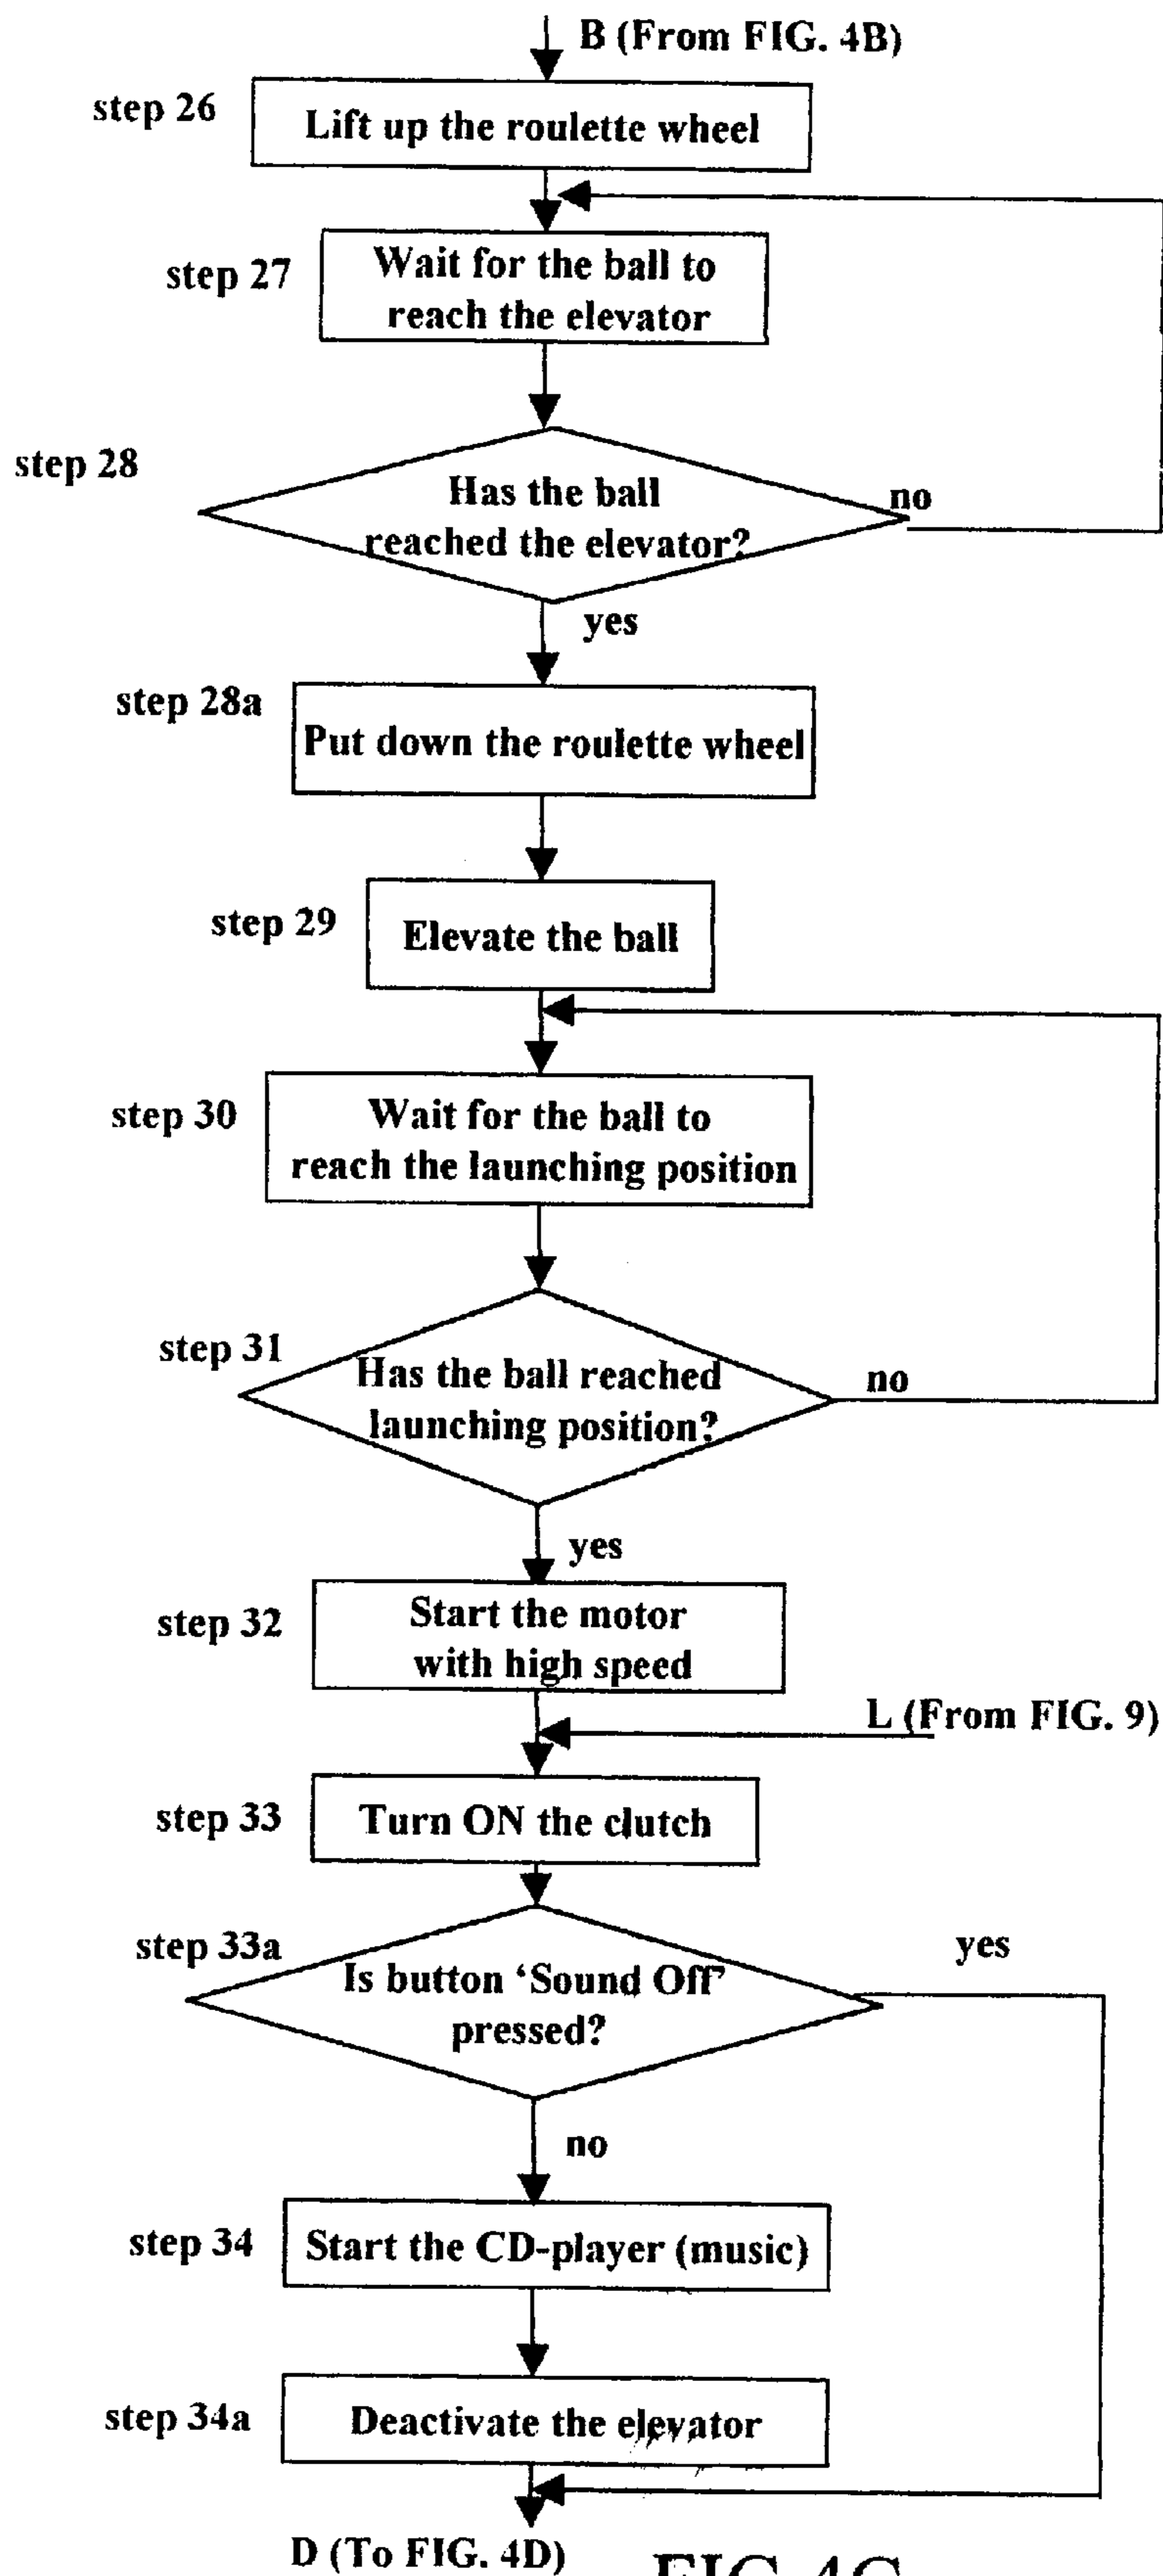 B (From FIG. 4B)
step 26
Lift up the roulette wheel
step 27
Wait for the ball to
reach the elevator
step 28
Has the ball
reached the elevator?
no
yes
step 28a
Put down the roulette wheel
step 29
Elevate the ball
step 30
Wait for the ball to
reach the launching position
step 31
Has the ball reached
launching position?
no
yes
step 32
Start the motor
with high speed
L (From FIG. 9)
step 33
Turn ON the clutch
step 33a
Is button ‘Sound Off’
pressed?
yes
no
step 34
Start the CD-player (music)
step 34a
Deactivate the elevator
D (To FIG. 4D)
FIG 4C